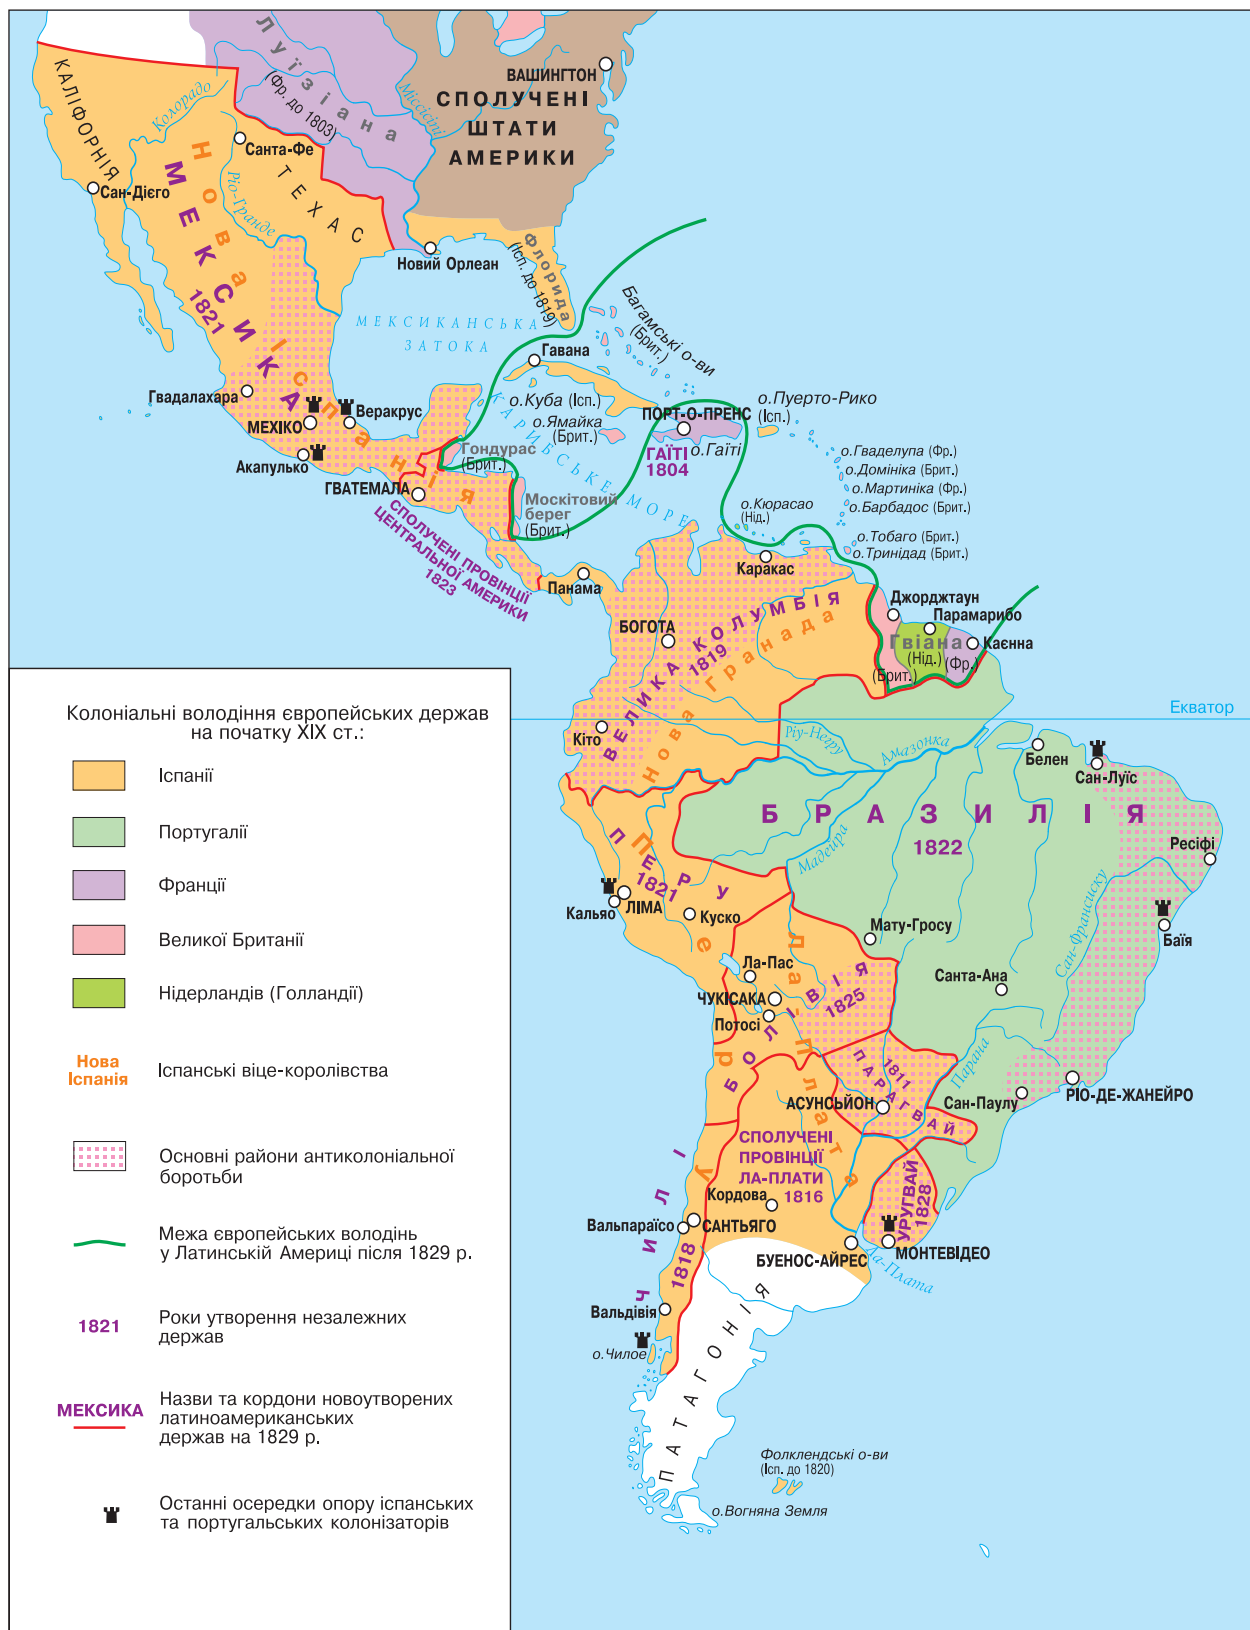 Луїзіана
(Фр. до 1803)
Міссісіпі
ВАШИНГТОН
СПОЛУЧЕНІ
ШТАТИ
АМЕРИКИ
КАЛІФОРНІЯ
Колорадо
Санта-Фе
ТЕХАС
Сан-Дієго
Ріо-Гранде
Нова Іспанія
МЕКСИКА
1821
Новий Орлеан
Флорида
(Ісп. до 1819)
МЕКСИКАНСЬКА
ЗАТОКА
Багамські о-ви
(Брит.)
Гавана
о.Куба (Ісп.)
о.Ямайка
(Брит.)
КАРИБСЬКЕ МОРЕ
ПОРТ-О-ПРЕНС
ГАЇТІ
1804
о.Гаїті
о.Пуерто-Рико
(Ісп.)
о.Гваделупа (Фр.)
о.Домініка (Брит.)
о.Мартиніка (Фр.)
о.Барбадос (Брит.)
о.Тобаго (Брит.)
о.Тринідад (Брит.)
о.Кюрасао
(Нід.)
Гвадалахара
МЕХІКО
Веракрус
Акапулько
ГВАТЕМАЛА
Гондурас
(Брит.)
Москітовий
берег
(Брит.)
СПОЛУЧЕНІ ПРОВІНЦІЇ
ЦЕНТРАЛЬНОЇ АМЕРИКИ
1823
Панама
Каракас
БОГОТА
ВЕЛИКА КОЛУМБІЯ
1819
Нова Гранада
Кіто
Джорджтаун
Парамарибо
Каєнна
Гвіана
(Нід.)
(Фр.)
(Брит.)
Екватор
Ріу-Негру
Амазонка
Белен
Сан-Луїс
БРАЗИЛІЯ
1822
Мадейра
Ресіфі
Сан-Франсиску
Баїя
Мату-Гросу
Санта-Ана
Парана
Сан-Паулу
РІО-ДЕ-ЖАНЕЙРО
ПЕРУ
1821
Перу
Кальяо
ЛІМА
Куско
Ла-Плата
Ла-Пас
ЧУКІСАКА
Потосі
БОЛІВІЯ
1825
1811
ПАРАГВАЙ
АСУНСЬЙОН
СПОЛУЧЕНІ
ПРОВІНЦІЇ
ЛА-ПЛАТИ
1816
Кордова
УРУГВАЙ
1828
МОНТЕВІДЕО
Ла-Плата
БУЕНОС-АЙРЕС
Вальпараїсо
САНТЬЯГО
ЧИЛІ
1818
Вальдівія
о.Чилое
ПАТАГОНІЯ
Фолклендські о-ви
(Ісп. до 1820)
о.Вогняна Земля
Колоніальні володіння європейських держав
на початку XIX ст.:
Іспанії
Португалії
Франції
Великої Британії
Нідерландів (Голландії)
Нова
Іспанія
Іспанські віце-королівства
Основні райони антиколоніальної
боротьби
Межа європейських володінь
у Латинській Америці після 1829 р.
1821
Роки утворення незалежних
держав
МЕКСИКА
Назви та кордони новоутворених
латиноамериканських
держав на 1829 р.
Останні осередки опору іспанських
та португальських колонізаторів